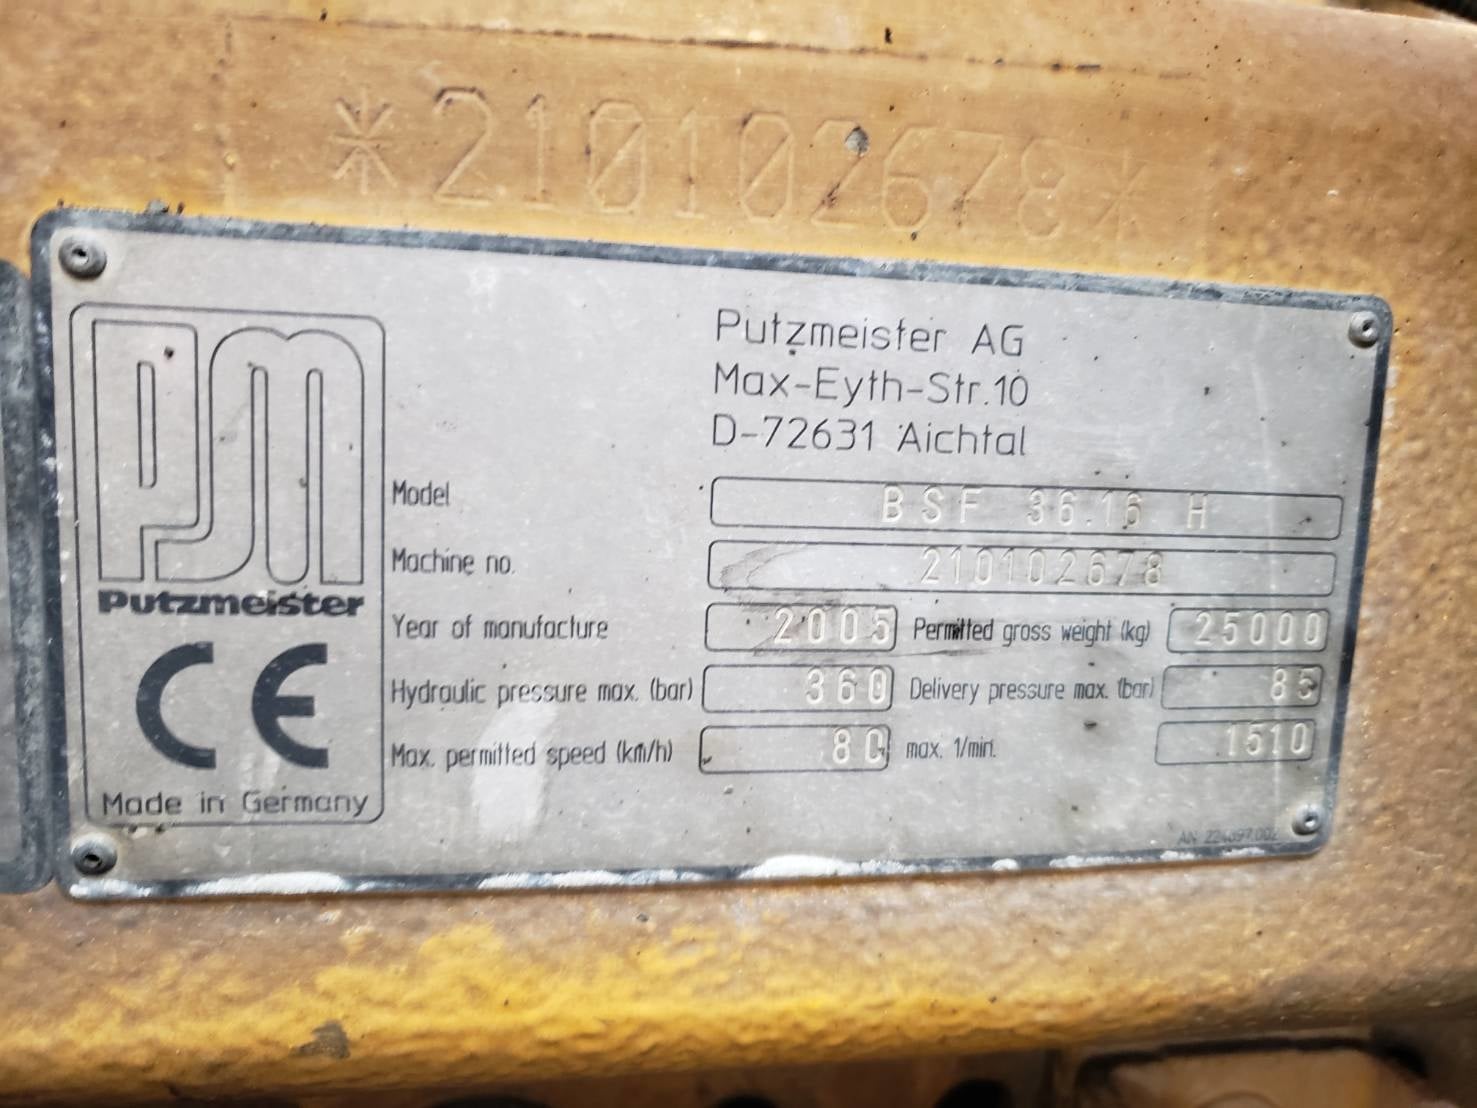 *210102678*
Putzmeister AG
Max-Eyth-Str.10
D-72631 Aichtal
PM
Putzmeister
CE
Made in Germany
Model BSF 36.16 H
Machine no. 210102678
Year of manufacture 2005 Permitted gross weight (kg) 25000
Hydraulic pressure max. (bar) 360 Delivery pressure max. (bar) 85
Max. permitted speed (km/h) 80 max. 1/min. 1510
AN